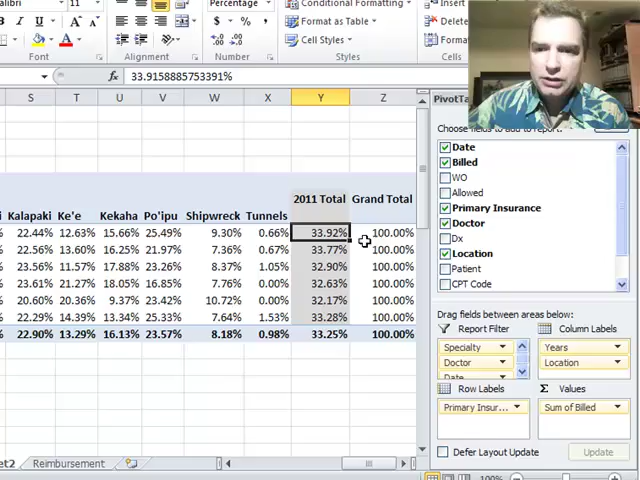 alibri 11 Percentage Conditional Formatting Inser
B I U $ % , Format as Table Delet
Font Alignment Number Cell Styles Form
fx 33.9158885753391%
S T U V W X Y Z
PivotTa
Choose fields to add to report:
Date
Billed
WO
Allowed
Primary Insurance
Doctor
Dx
Location
Patient
CPT Code
2011 Total Grand Total
i Kalapaki Ke'e Kekaha Po'ipu Shipwreck Tunnels
% 22.44% 12.63% 15.66% 25.49% 9.30% 0.66% 33.92% 100.00%
% 22.56% 13.60% 16.25% 21.97% 7.36% 0.67% 33.77% 100.00%
% 23.56% 11.57% 17.88% 23.26% 8.37% 1.05% 32.90% 100.00%
% 23.61% 21.27% 18.05% 16.85% 7.76% 0.00% 32.63% 100.00%
% 20.60% 20.36% 9.37% 23.42% 10.72% 0.00% 32.17% 100.00%
% 22.29% 14.39% 13.34% 25.33% 7.64% 1.53% 33.28% 100.00%
% 22.90% 13.29% 16.13% 23.57% 8.18% 0.98% 33.25% 100.00%
Drag fields between areas below:
Report Filter Column Labels
Specialty Years
Doctor Location
Date
Row Labels Σ Values
Primary Insur... Sum of Billed
Defer Layout Update Update
et2 Reimbursement
100%